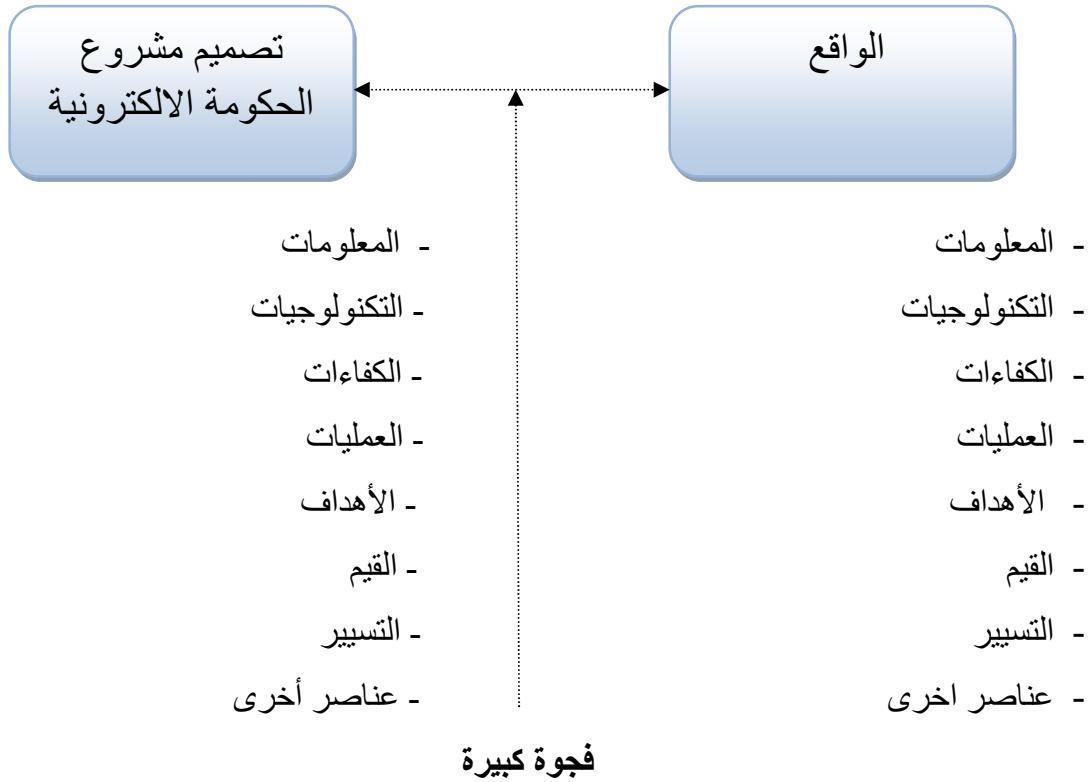 الواقع
تصميم مشروع
الحكومة الالكترونية
- المعلومات
- التكنولوجيات
- الكفاءات
- العمليات
- الأهداف
- القيم
- التسيير
- عناصر اخرى
- المعلومات
- التكنولوجيات
- الكفاءات
- العمليات
- الأهداف
- القيم
- التسيير
- عناصر أخرى
فجوة كبيرة